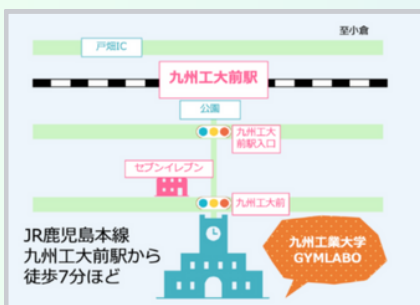 至小倉
戸畑IC
九州工大前駅
公園
九州工大
前駅入口
セブンイレブン
九州工大前
JR鹿児島本線
九州工大前駅から
徒歩7分ほど
九州工業大学
GYMLABO